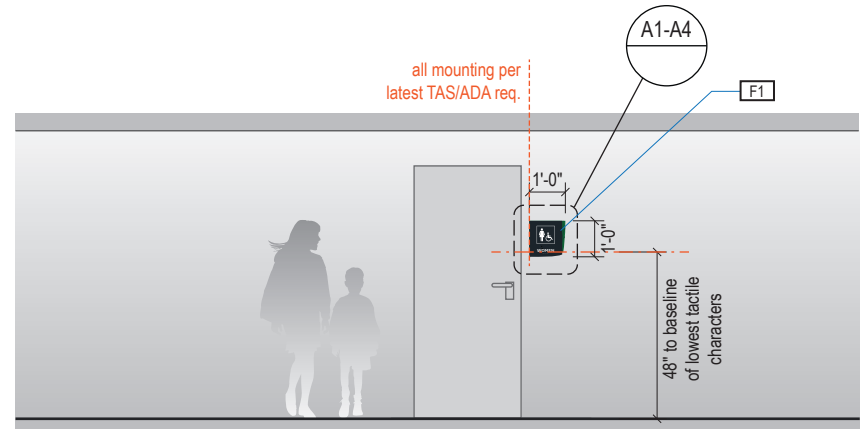 A1-A4
all mounting per
latest TAS/ADA req.
F1
1'-0"
1'-0"
WOMEN
48" to baseline
of lowest tactile
characters